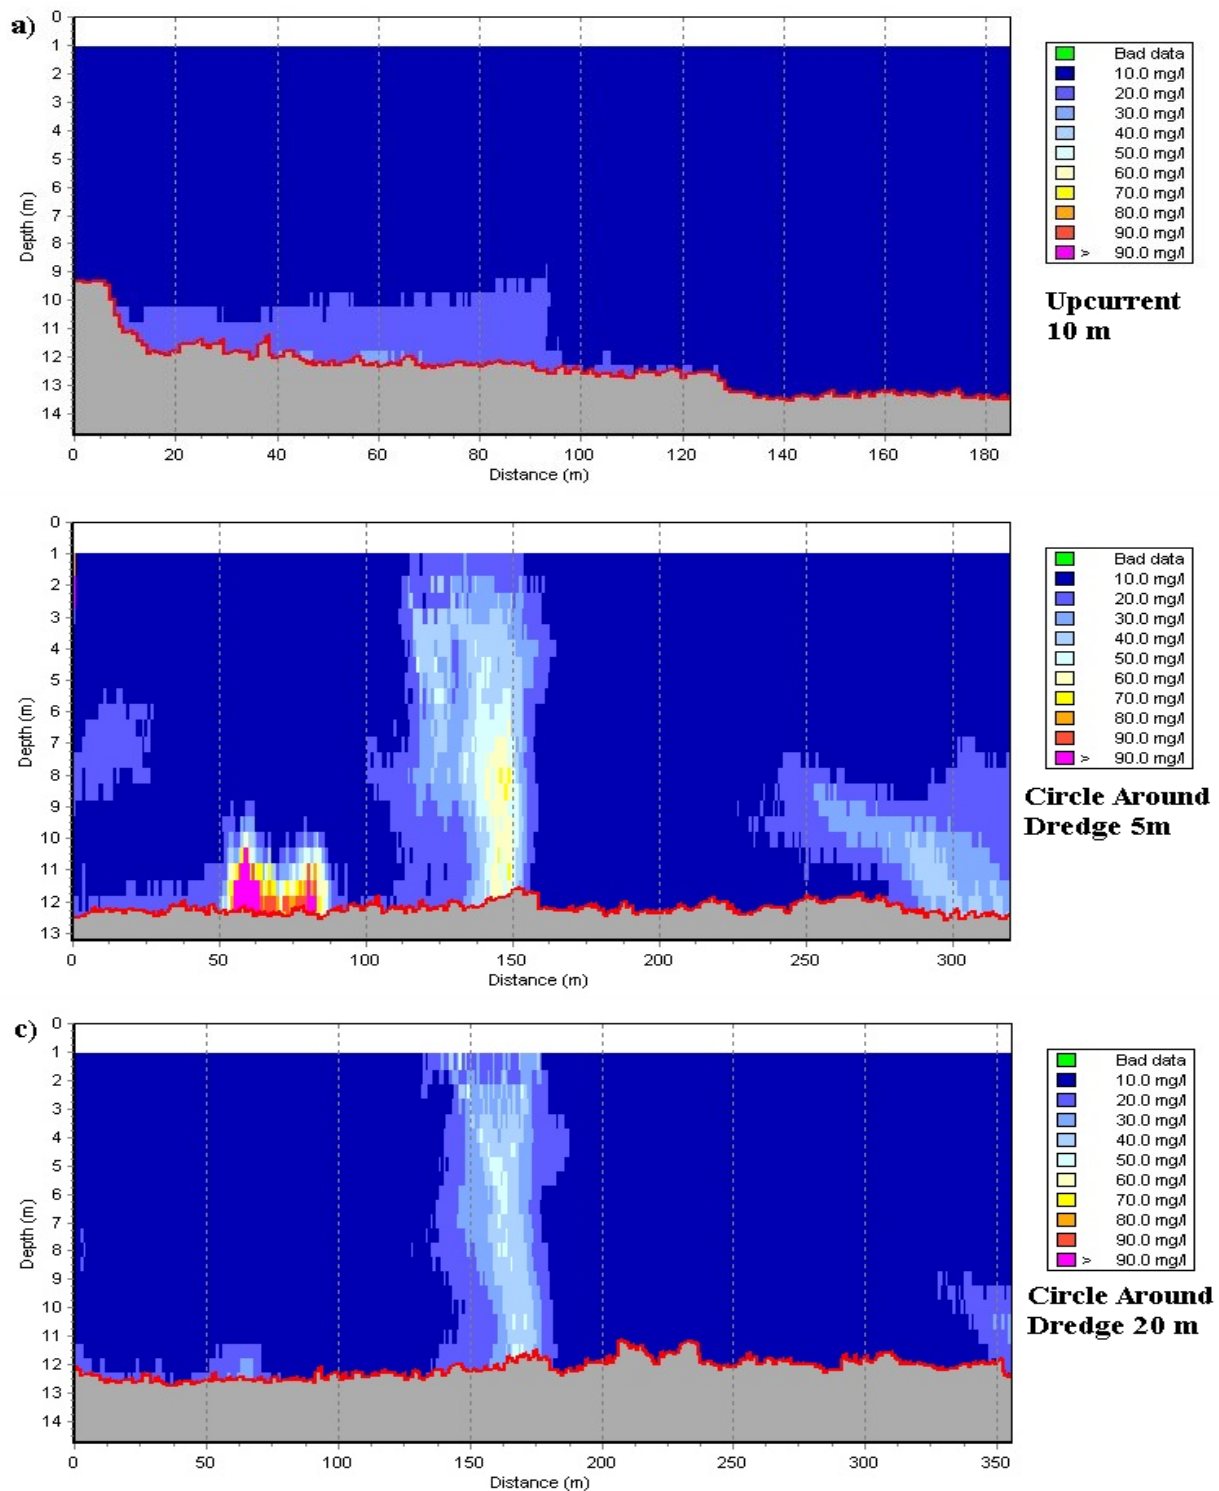 a)
0
1
2
3
4
5
6
7
8
9
10
11
12
13
14
Depth (m)
0 20 40 60 80 100 120 140 160 180
Distance (m)
Bad data
10.0 mg/l
20.0 mg/l
30.0 mg/l
40.0 mg/l
50.0 mg/l
60.0 mg/l
70.0 mg/l
80.0 mg/l
90.0 mg/l
> 90.0 mg/l
Upcurrent
10 m
0
1
2
3
4
5
6
7
8
9
10
11
12
13
Depth (m)
0 50 100 150 200 250 300
Distance (m)
Bad data
10.0 mg/l
20.0 mg/l
30.0 mg/l
40.0 mg/l
50.0 mg/l
60.0 mg/l
70.0 mg/l
80.0 mg/l
90.0 mg/l
> 90.0 mg/l
Circle Around
Dredge 5m
c)
0
1
2
3
4
5
6
7
8
9
10
11
12
13
14
Depth (m)
0 50 100 150 200 250 300 350
Distance (m)
Bad data
10.0 mg/l
20.0 mg/l
30.0 mg/l
40.0 mg/l
50.0 mg/l
60.0 mg/l
70.0 mg/l
80.0 mg/l
90.0 mg/l
> 90.0 mg/l
Circle Around
Dredge 20 m